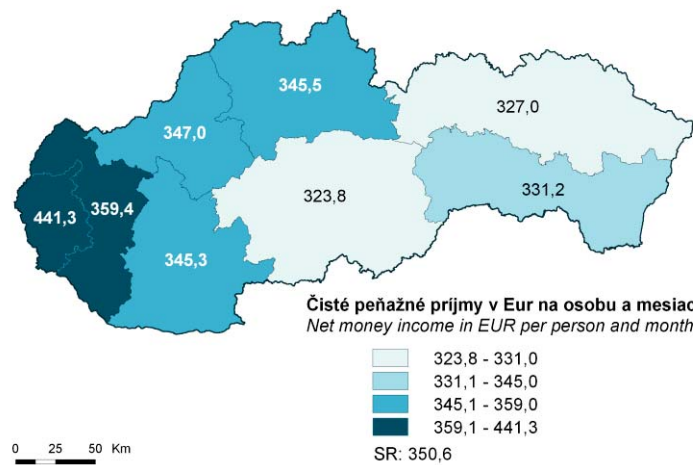 345,5
327,0
347,0
331,2
323,8
441,3
359,4
345,3
Čisté peňažné príjmy v Eur na osobu a mesiac
Net money income in EUR per person and month
323,8 - 331,0
331,1 - 345,0
345,1 - 359,0
359,1 - 441,3
SR: 350,6
0 25 50 Km